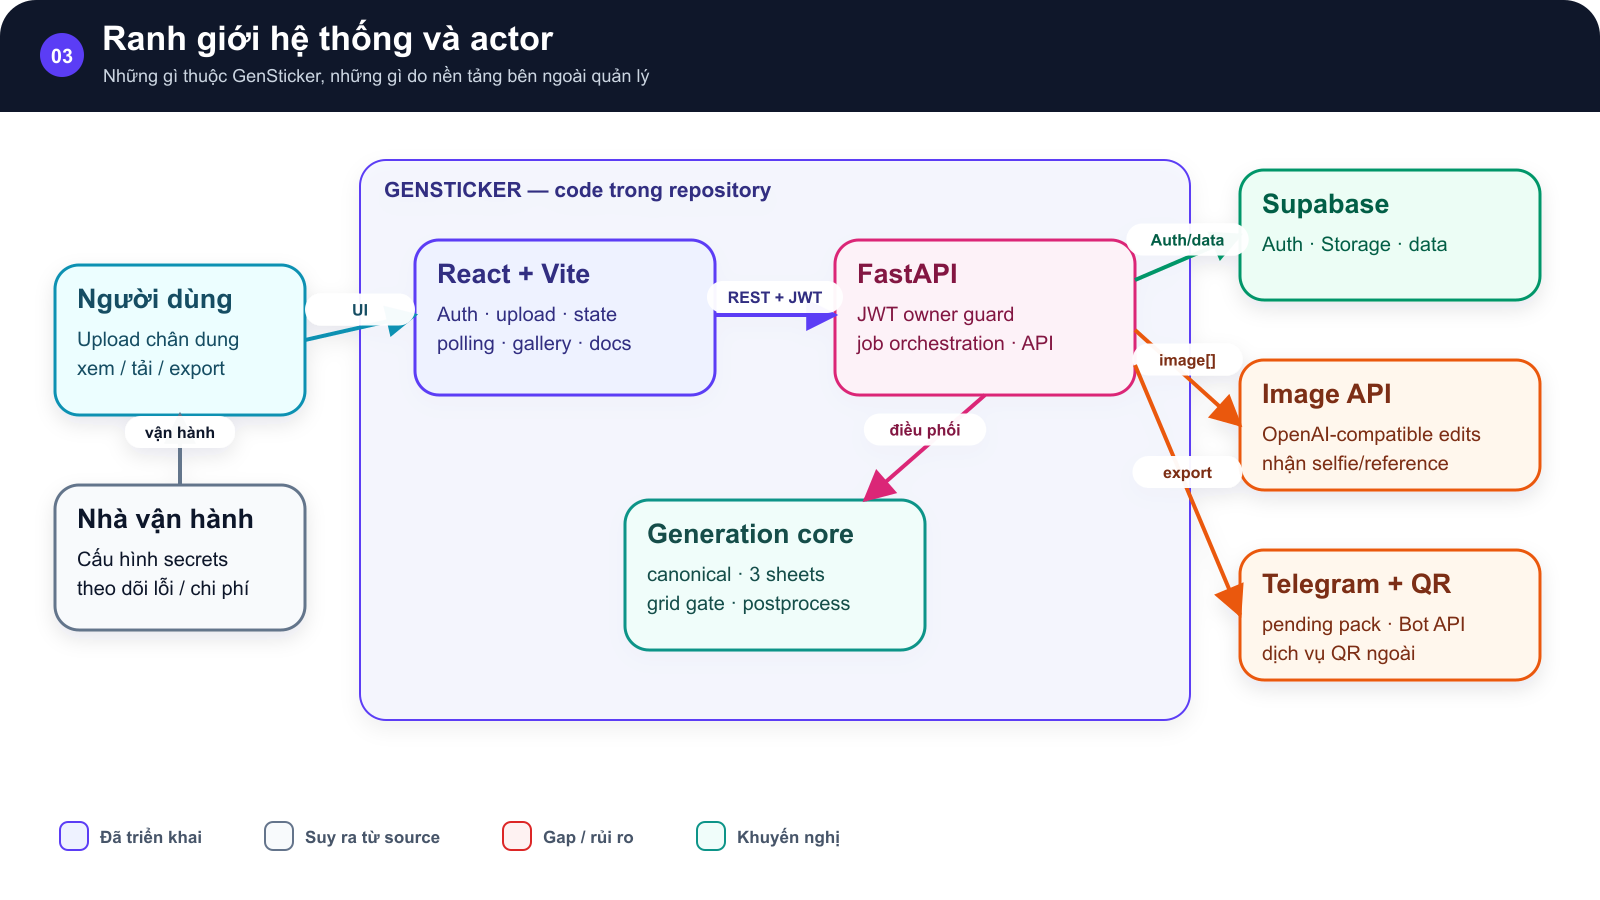 03
Ranh giới hệ thống và actor
Những gì thuộc GenSticker, những gì do nền tảng bên ngoài quản lý
GENSTICKER — code trong repository
Người dùng
Upload chân dung
xem / tải / export
UI
vận hành
Nhà vận hành
Cấu hình secrets
theo dõi lỗi / chi phí
React + Vite
Auth · upload · state
polling · gallery · docs
REST + JWT
FastAPI
JWT owner guard
job orchestration · API
điều phối
Generation core
canonical · 3 sheets
grid gate · postprocess
Auth/data
Supabase
Auth · Storage · data
image[]
Image API
OpenAI-compatible edits
nhận selfie/reference
export
Telegram + QR
pending pack · Bot API
dịch vụ QR ngoài
Đã triển khai
Suy ra từ source
Gap / rủi ro
Khuyến nghị